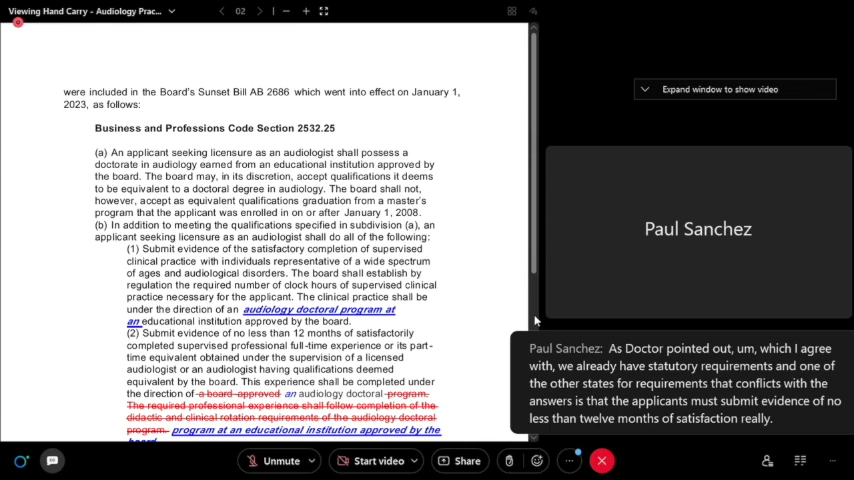 Viewing Hand Carry - Audiology Prac...
02
were included in the Board's Sunset Bill AB 2686 which went into effect on January 1,
2023, as follows:
Business and Professions Code Section 2532.25
(a) An applicant seeking licensure as an audiologist shall possess a
doctorate in audiology earned from an educational institution approved by
the board. The board may, in its discretion, accept qualifications it deems
to be equivalent to a doctoral degree in audiology. The board shall not,
however, accept as equivalent qualifications graduation from a master's
program that the applicant was enrolled in on or after January 1, 2008.
(b) In addition to meeting the qualifications specified in subdivision (a), an
applicant seeking licensure as an audiologist shall do all of the following:
(1) Submit evidence of the satisfactory completion of supervised
clinical practice with individuals representative of a wide spectrum
of ages and audiological disorders. The board shall establish by
regulation the required number of clock hours of supervised clinical
practice necessary for the applicant. The clinical practice shall be
under the direction of an audiology doctoral program at
an educational institution approved by the board.
(2) Submit evidence of no less than 12 months of satisfactorily
completed supervised professional full-time experience or its part-
time equivalent obtained under the supervision of a licensed
audiologist or an audiologist having qualifications deemed
equivalent by the board. This experience shall be completed under
the direction of a board-approved an audiology doctoral program.
The required professional experience shall follow completion of the
didactic and clinical rotation requirements of the audiology doctoral
program. program at an educational institution approved by the
board.
Expand window to show video
Paul Sanchez
Paul Sanchez: As Doctor pointed out, um, which I agree
with, we already have statutory requirements and one of
the other states for requirements that conflicts with the
answers is that the applicants must submit evidence of no
less than twelve months of satisfaction really.
Unmute
Start video
Share